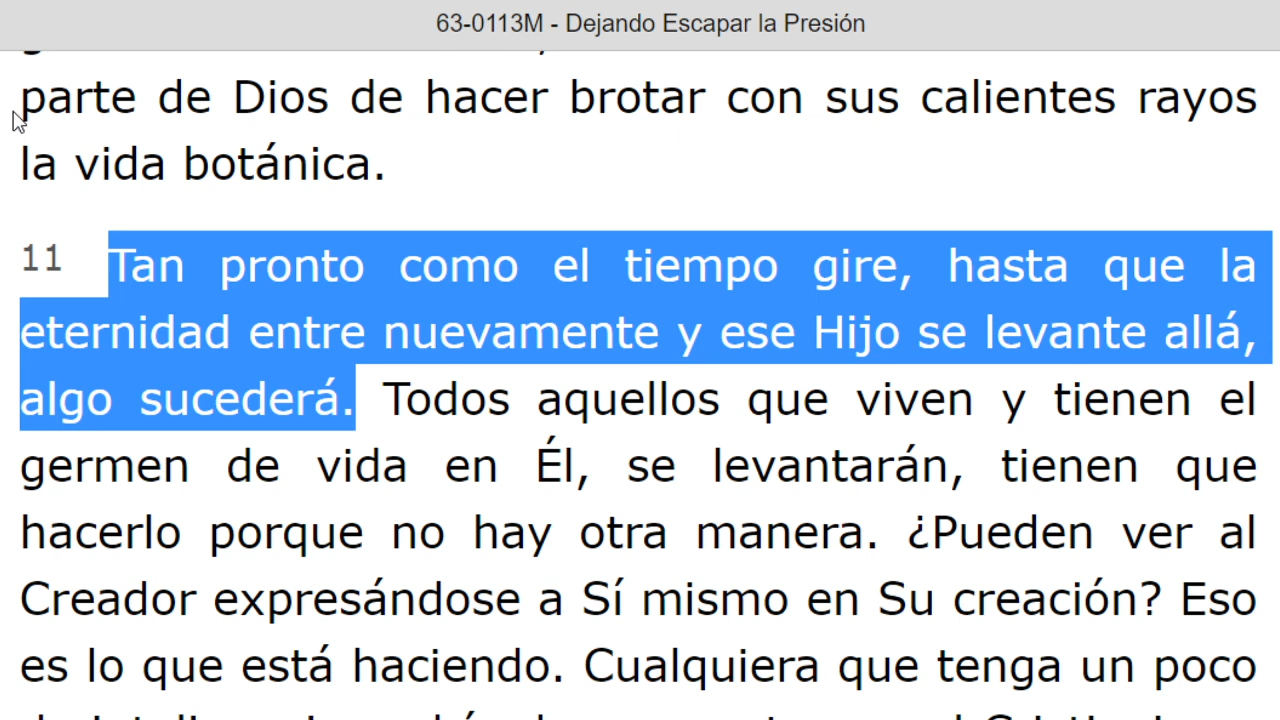 63-0113M - Dejando Escapar la Presión
parte de Dios de hacer brotar con sus calientes rayos
la vida botánica.
11 Tan pronto como el tiempo gire, hasta que la
eternidad entre nuevamente y ese Hijo se levante allá,
algo sucederá. Todos aquellos que viven y tienen el
germen de vida en Él, se levantarán, tienen que
hacerlo porque no hay otra manera. ¿Pueden ver al
Creador expresándose a Sí mismo en Su creación? Eso
es lo que está haciendo. Cualquiera que tenga un poco